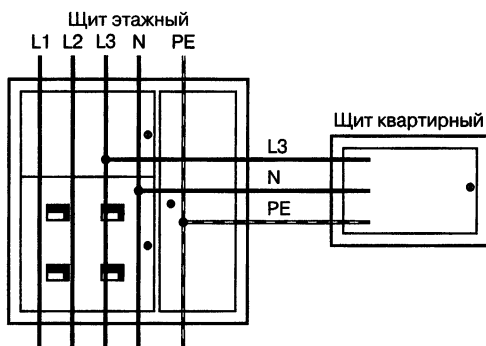 Щит этажный
L1 L2 L3 N PE
Щит квартирный
L3
N
PE